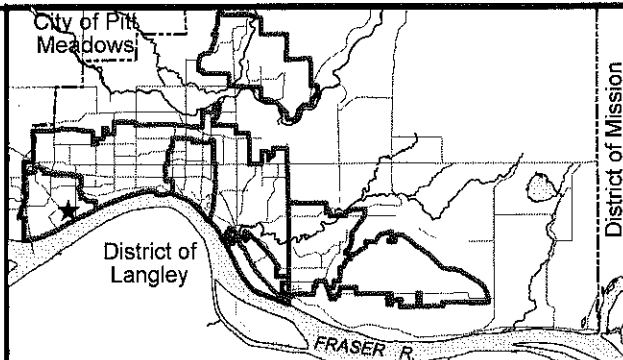 City of Pitt
Meadows
District of Mission
District of
Langley
FRASER R.